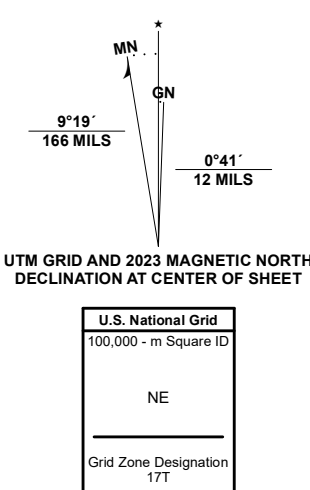 ★
MN
GN
9°19´
166 MILS
0°41´
12 MILS
UTM GRID AND 2023 MAGNETIC NORTH
DECLINATION AT CENTER OF SHEET
U.S. National Grid
100,000 - m Square ID
NE
Grid Zone Designation
17T